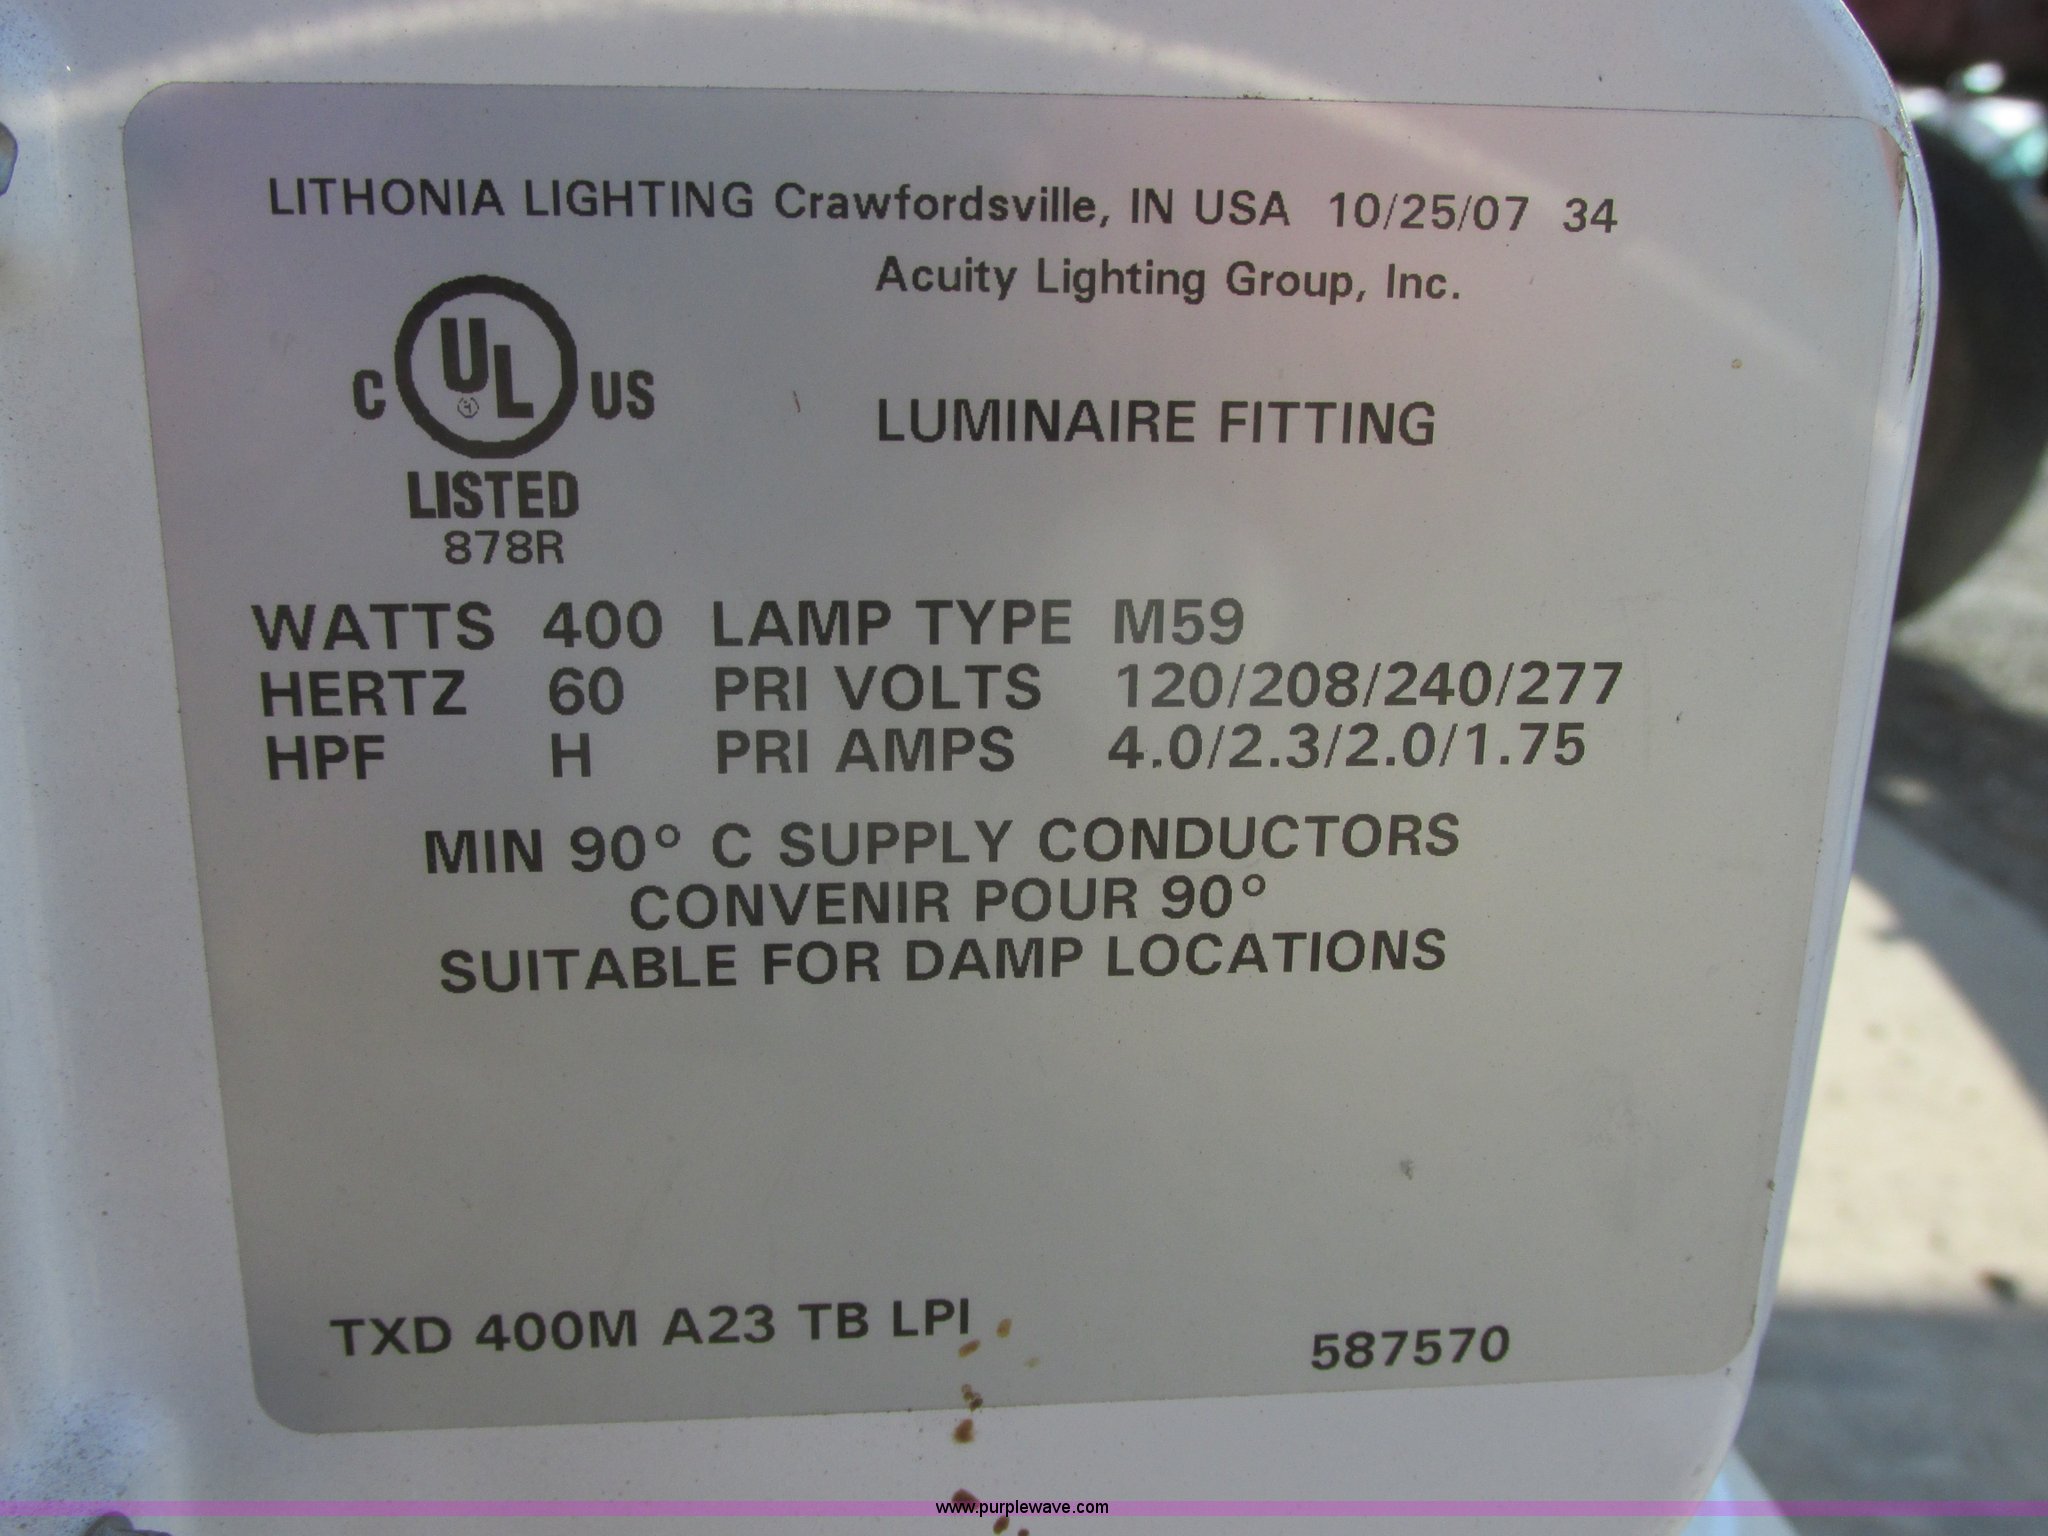 LITHONIA LIGHTING Crawfordsville, IN USA 10/25/07 34
Acuity Lighting Group, Inc.
C UL US
LISTED
878R
LUMINAIRE FITTING
WATTS 400 LAMP TYPE M59
HERTZ 60 PRI VOLTS 120/208/240/277
HPF H PRI AMPS 4.0/2.3/2.0/1.75
MIN 90° C SUPPLY CONDUCTORS
CONVENIR POUR 90°
SUITABLE FOR DAMP LOCATIONS
TXD 400M A23 TB LPI 587570
www.purplewave.com